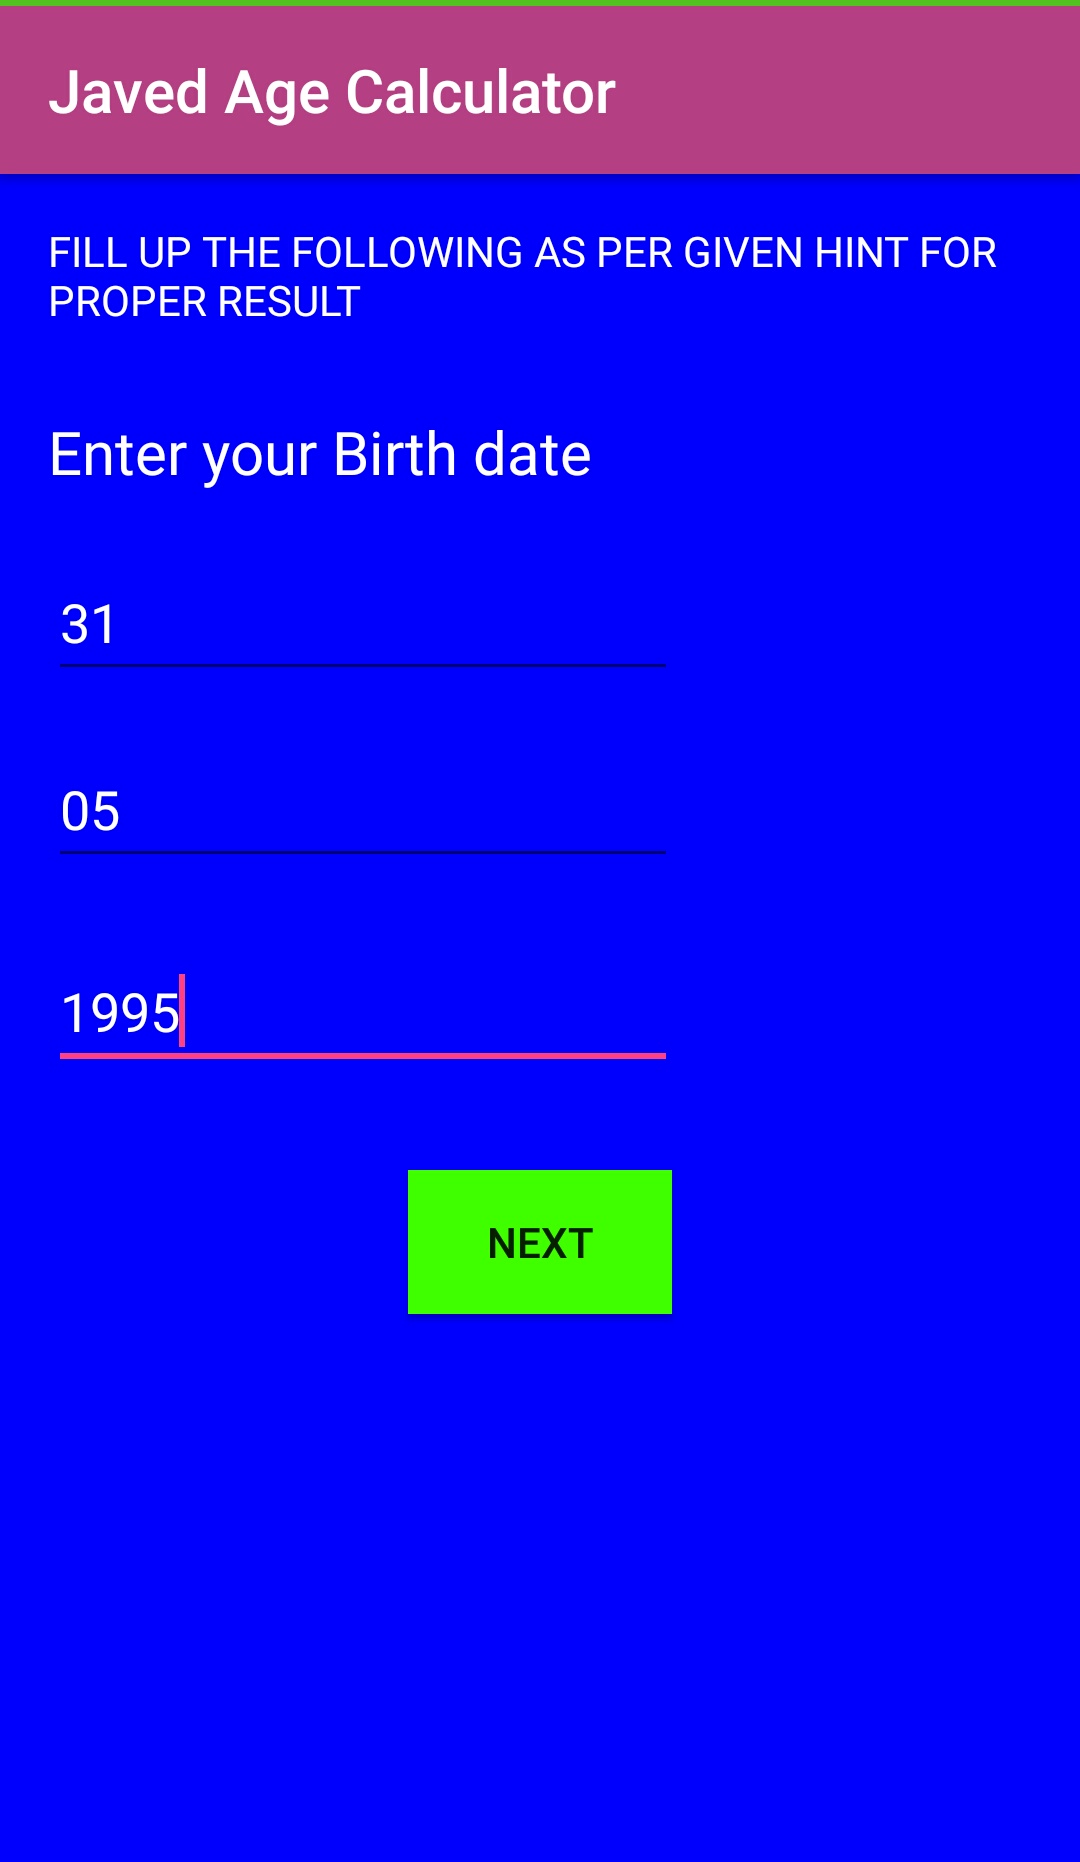 Javed Age Calculator
FILL UP THE FOLLOWING AS PER GIVEN HINT FOR
PROPER RESULT
Enter your Birth date
31
05
1995
NEXT